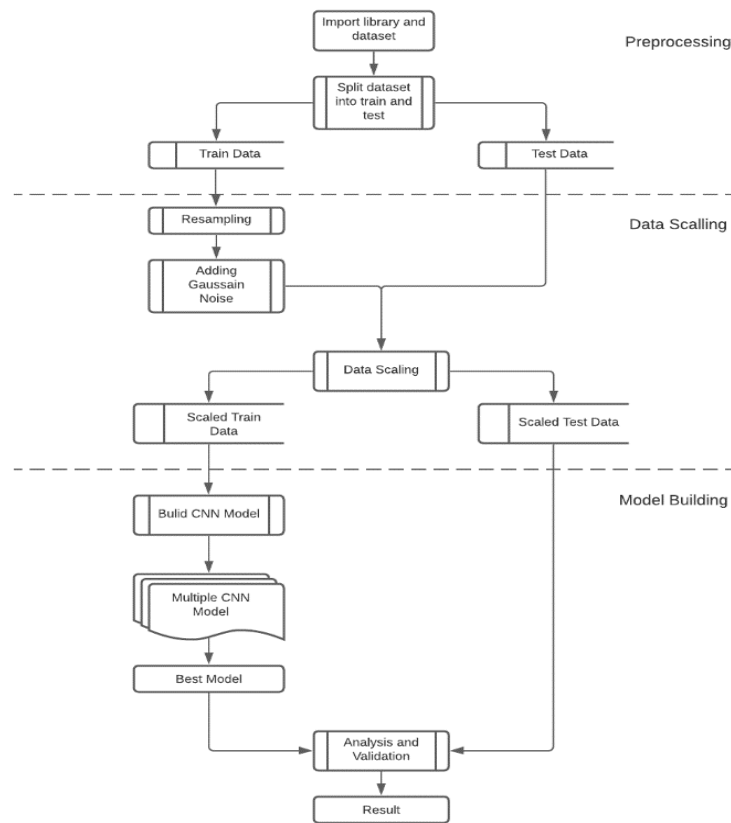 Import library and
dataset
Preprocessing
Split dataset
into train and
test
Train Data
Test Data
Resampling
Data Scalling
Adding
Gaussain
Noise
Data Scaling
Scaled Train
Data
Scaled Test Data
Model Building
Bulid CNN Model
Multiple CNN
Model
Best Model
Analysis and
Validation
Result